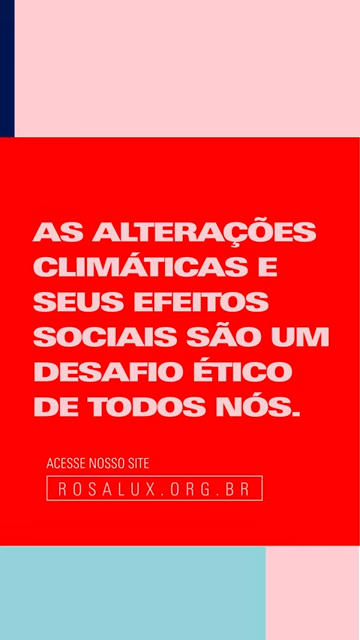 AS ALTERAÇÕES
CLIMÁTICAS E
SEUS EFEITOS
SOCIAIS SÃO UM
DESAFIO ÉTICO
DE TODOS NÓS.
ACESSE NOSSO SITE
ROSALUX.ORG.BR